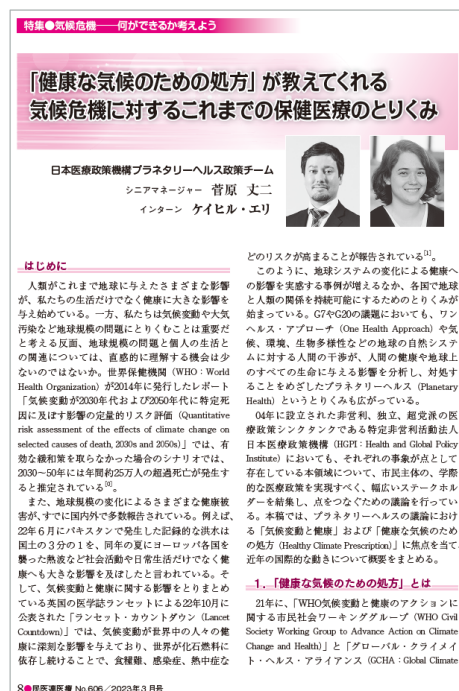 特集●気候危機――何ができるか考えよう
「健康な気候のための処方」が教えてくれる
気候危機に対するこれまでの保健医療のとりくみ
日本医療政策機構プラネタリーヘルス政策チーム
シニアマネージャー 菅原 丈二
インターン ケイヒル・エリ
はじめに
人類がこれまで地球に与えたさまざまな影響
が、私たちの生活だけでなく健康に大きな影響を
与え始めている。一方、私たちは気候変動や大気
汚染など地球規模の問題にとりくむことは重要だ
と考える反面、地球規模の問題と個人の生活と
の関連については、直感的に理解する機会は少
ないのではないか。世界保健機関（WHO：World
Health Organization）が2014年に発行したレポート
「気候変動が2030年代および2050年代に特定死
因に及ぼす影響の定量的リスク評価（Quantitative
risk assessment of the effects of climate change on
selected causes of death, 2030s and 2050s）」では、有
効な緩和策を取らなかった場合のシナリオでは、
2030～50年には年間約25万人の超過死亡が発生す
ると推定されている[0]。
また、地球規模の変化によるさまざまな健康被
害が、すでに国内外で多数報告されている。例えば、
22年６月にパキスタンで発生した記録的な洪水は
国土の３分の１を、同年の夏にヨーロッパ各国を
襲った熱波など社会活動や日常生活だけでなく健
康へも大きな影響を及ぼしたと言われている。そ
して、気候変動と健康に関する影響をとりまとめ
ている英国の医学誌ランセットによる22年10月に
公表された「ランセット・カウントダウン（Lancet
Countdown）」では、気候変動が世界中の人々の健
康に深刻な影響を与えており、世界が化石燃料に
依存し続けることで、食糧難、感染症、熱中症な
どのリスクが高まることが報告されている[1]。
このように、地球システムの変化による健康へ
の影響を実感する事例が増えるなか、各国で地球
と人類の関係を持続可能にするためのとりくみが
始まっている。G7やG20の議題においても、ワン
ヘルス・アプローチ（One Health Approach）や気
候、環境、生物多様性などの地球の自然システ
ムに対する人間の干渉が、人間の健康や地球上
のすべての生命に与える影響を分析し、対処す
ることをめざしたプラネタリーヘルス（Planetary
Health）というとりくみも広がっている。
04年に設立された非営利、独立、超党派の医
療政策シンクタンクである特定非営利活動法人
日本医療政策機構（HGPI：Health and Global Policy
Institute）においても、それぞれの事象が点として
存在している本領域について、市民主体の、学際
的な医療政策を実現すべく、幅広いステークホル
ダーを結集し、点をつなぐための議論を行ってい
る。本稿では、プラネタリーヘルスの議論におけ
る「気候変動と健康」および「健康な気候のため
の処方（Healthy Climate Prescription）」に焦点を当て、
近年の国際的な動きについて概要をまとめる。
１．「健康な気候のための処方」とは
21年に、「WHO気候変動と健康のアクションに
関する市民社会ワーキンググループ（WHO Civil
Society Working Group to Advance Action on Climate
Change and Health）」と「グローバル・クライメイ
ト・ヘルス・アライアンス（GCHA：Global Climate
8●民医連医療 No.606／2023年３月号